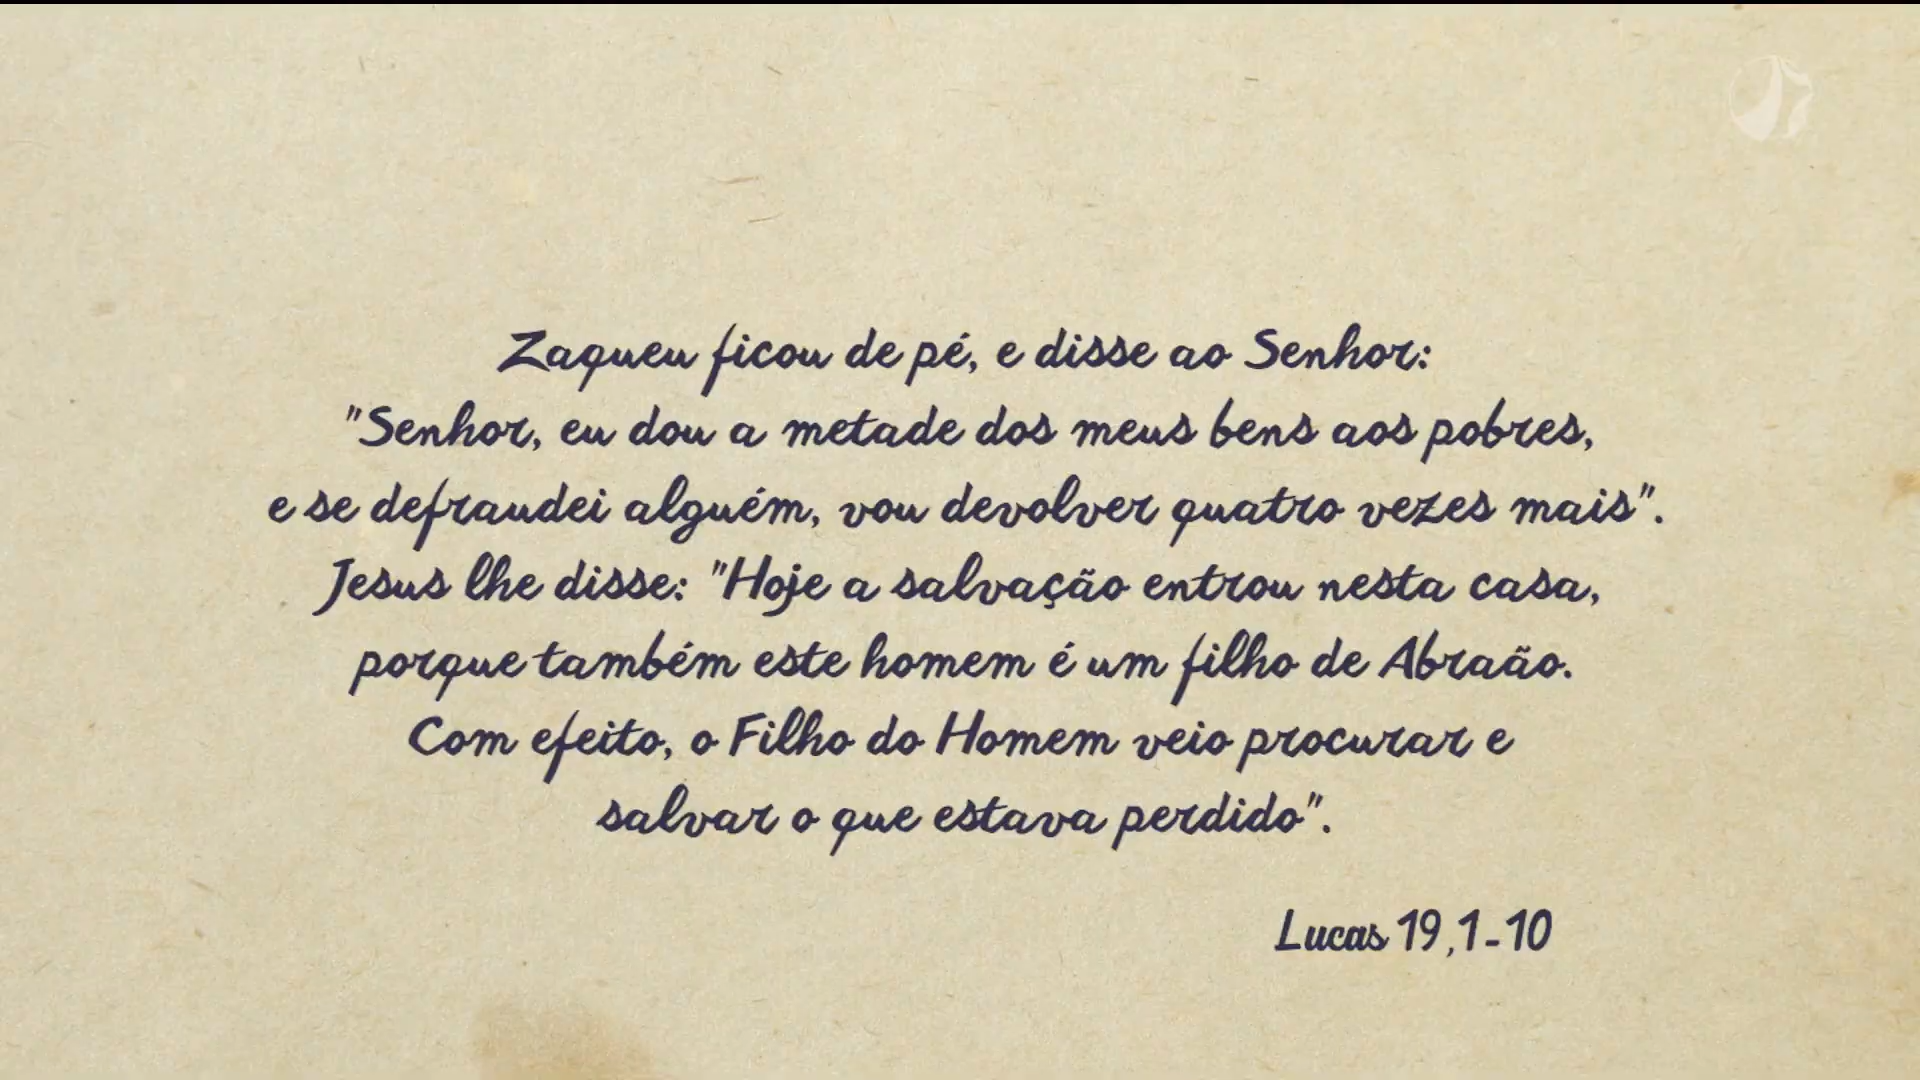 Zaqueu ficou de pé, e disse ao Senhor:
"Senhor, eu dou a metade dos meus bens aos pobres,
e se defraudei alguém, vou devolver quatro vezes mais".
Jesus lhe disse: "Hoje a salvação entrou nesta casa,
porque também este homem é um filho de Abraão.
Com efeito, o Filho do Homem veio procurar e
salvar o que estava perdido".
Lucas 19,1-10